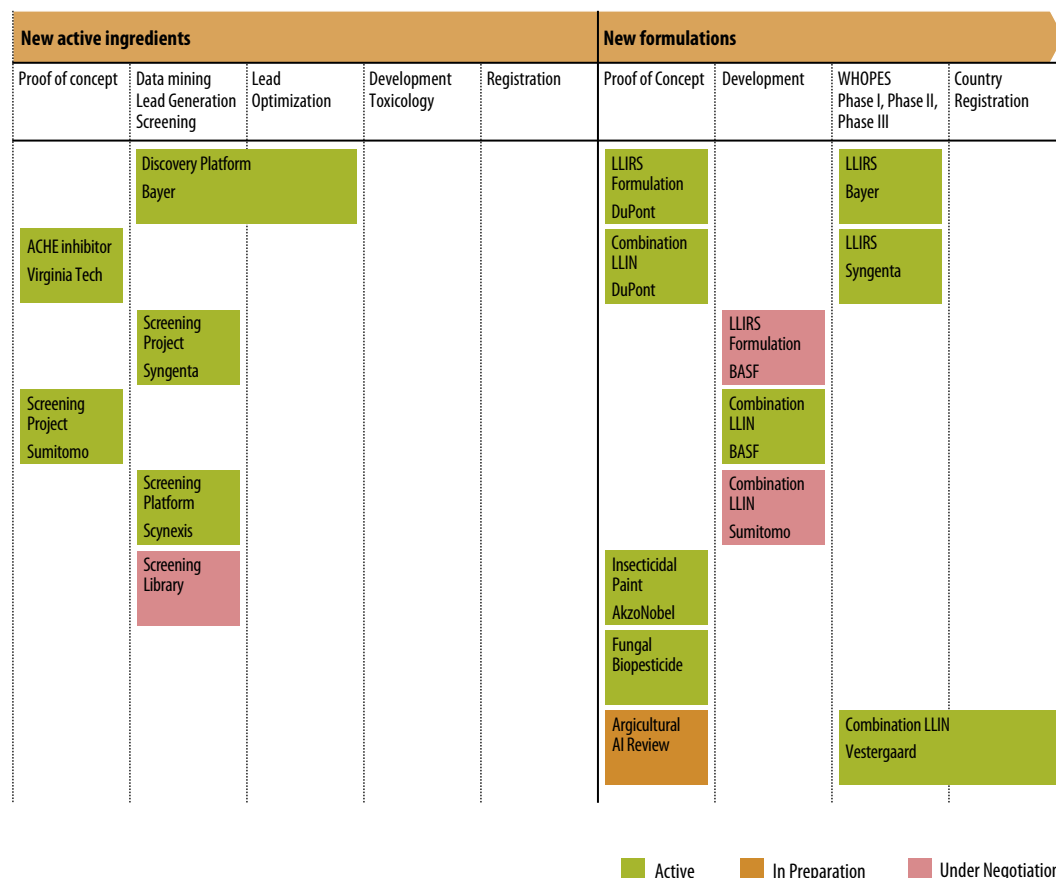 New active ingredients
New formulations
Proof of concept
Data mining
Lead Generation
Screening
Lead
Optimization
Development
Toxicology
Registration
Proof of Concept
Development
WHOPES
Phase I, Phase II,
Phase III
Country
Registration
Discovery Platform
Bayer
LLIRS
Formulation
DuPont
LLIRS
Bayer
ACHE inhibitor
Virginia Tech
Combination
LLIN
DuPont
LLIRS
Syngenta
Screening
Project
Syngenta
LLIRS
Formulation
BASF
Screening
Project
Sumitomo
Combination
LLIN
BASF
Screening
Platform
Scynexis
Combination
LLIN
Sumitomo
Screening
Library
Insecticidal
Paint
AkzoNobel
Fungal
Biopesticide
Argicultural
AI Review
Combination LLIN
Vestergaard
Active
In Preparation
Under Negotiation